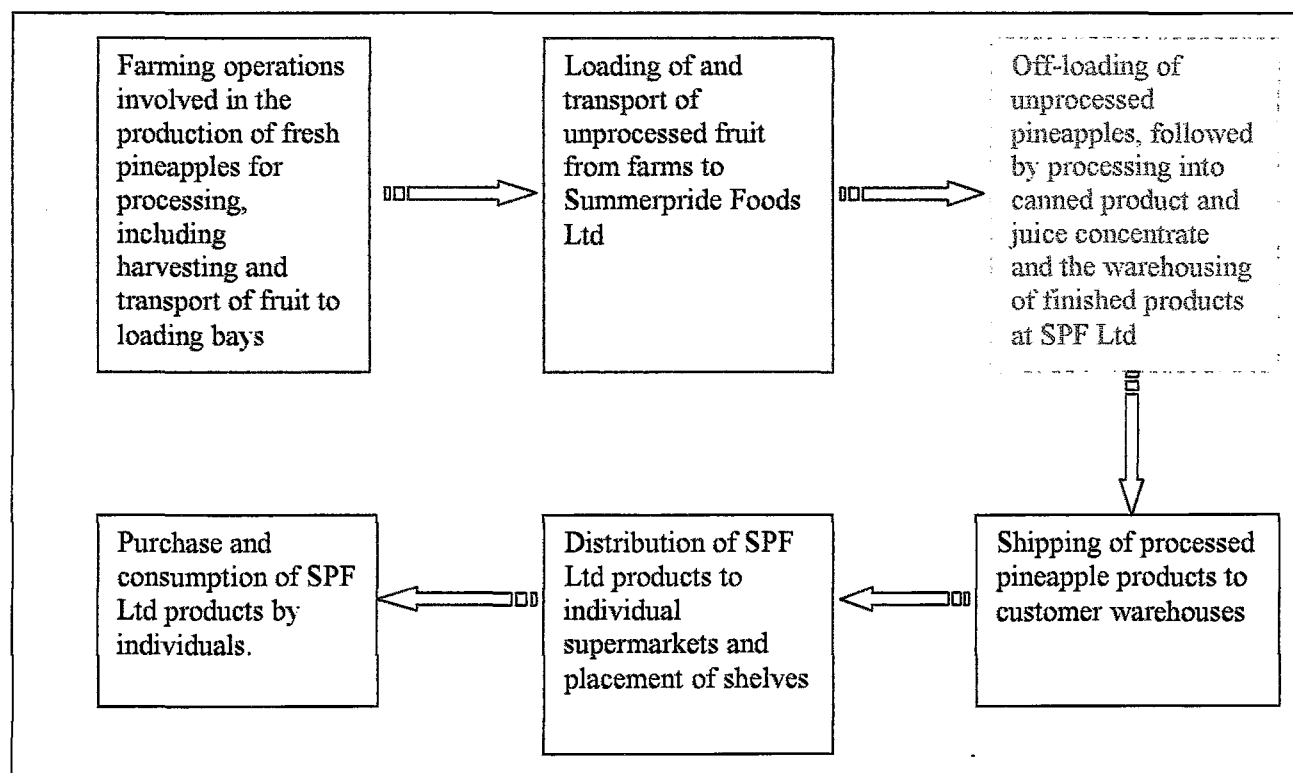 Farming operations
involved in the
production of fresh
pineapples for
processing,
including
harvesting and
transport of fruit to
loading bays
Loading of and
transport of
unprocessed fruit
from farms to
Summerpride Foods
Ltd
Off-loading of
unprocessed
pineapples, followed
by processing into
canned product and
juice concentrate
and the warehousing
of finished products
at SPF Ltd
Shipping of processed
pineapple products to
customer warehouses
Distribution of SPF
Ltd products to
individual
supermarkets and
placement of shelves
Purchase and
consumption of SPF
Ltd products by
individuals.